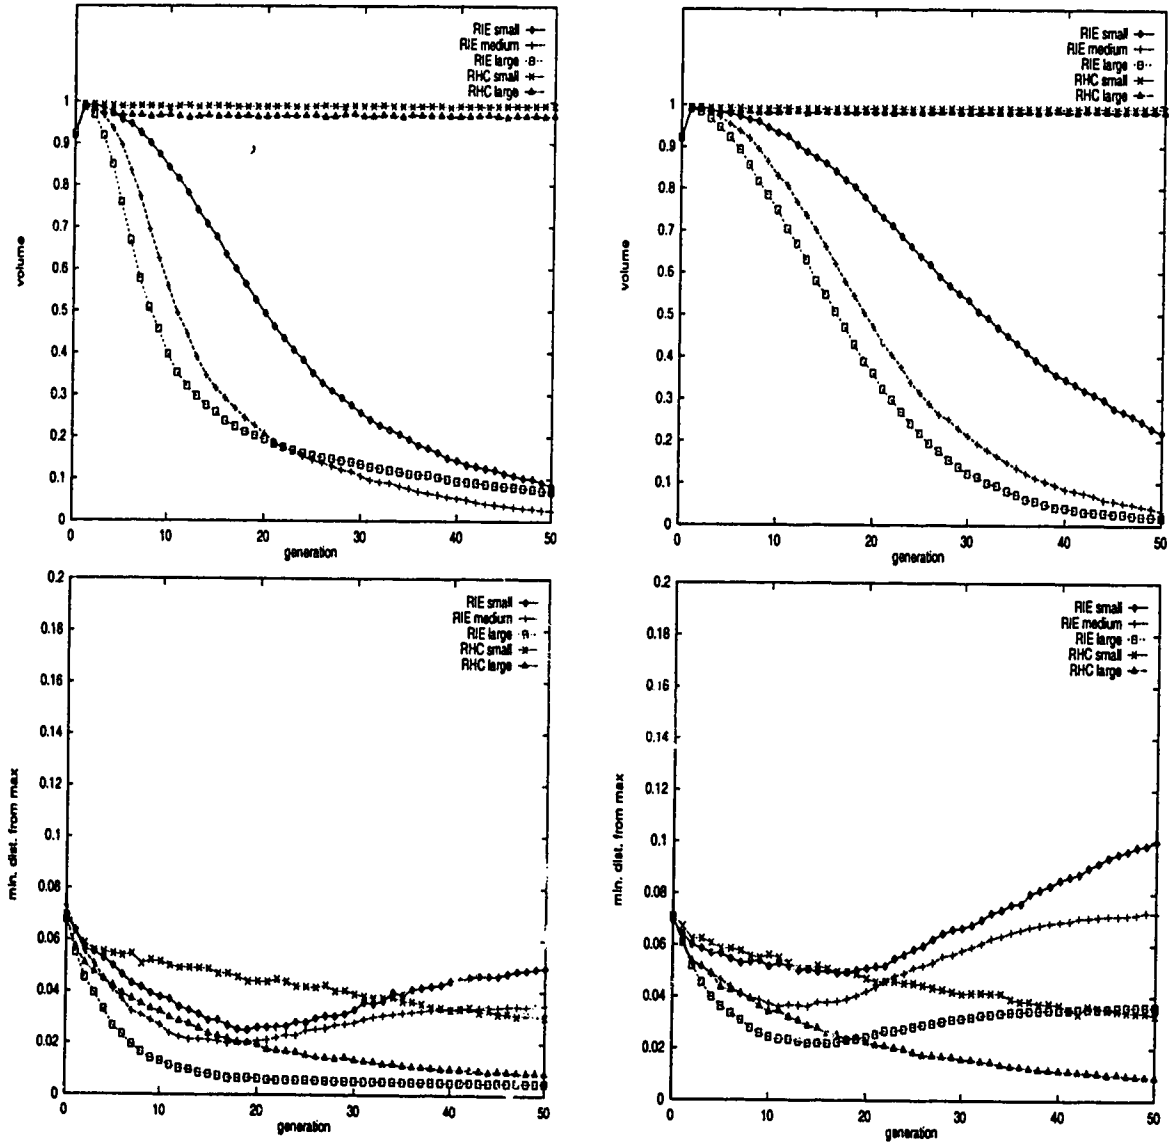 RIE small
RIE medium
RIE large
RHC small
RHC large
1
0.9
0.8
0.7
0.6
0.5
0.4
0.3
0.2
0.1
0
volume
0 10 20 30 40 50
generation
RIE small
RIE medium
RIE large
RHC small
RHC large
1
0.9
0.8
0.7
0.6
0.5
0.4
0.3
0.2
0.1
0
volume
0 10 20 30 40 50
generation
RIE small
RIE medium
RIE large
RHC small
RHC large
0.2
0.18
0.16
0.14
0.12
0.1
0.08
0.06
0.04
0.02
0
min. dist. from max
0 10 20 30 40 50
generation
RIE small
RIE medium
RIE large
RHC small
RHC large
0.2
0.18
0.16
0.14
0.12
0.1
0.08
0.06
0.04
0.02
0
min. dist. from max
0 10 20 30 40 50
generation